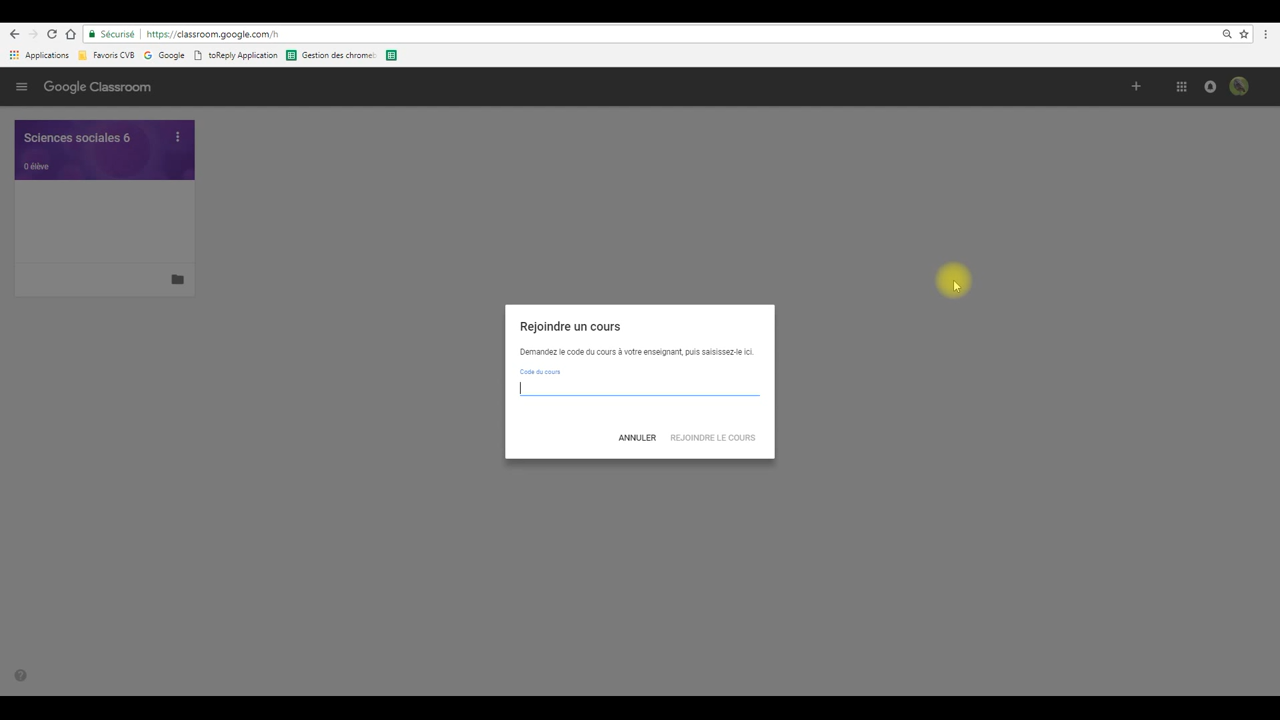 Sécurisé https://classroom.google.com/h
Applications Favoris CVB Google toReply Application Gestion des chromeb
Google Classroom
Sciences sociales 6
0 élève
Rejoindre un cours
Demandez le code du cours à votre enseignant, puis saisissez-le ici.
Code du cours
ANNULER REJOINDRE LE COURS